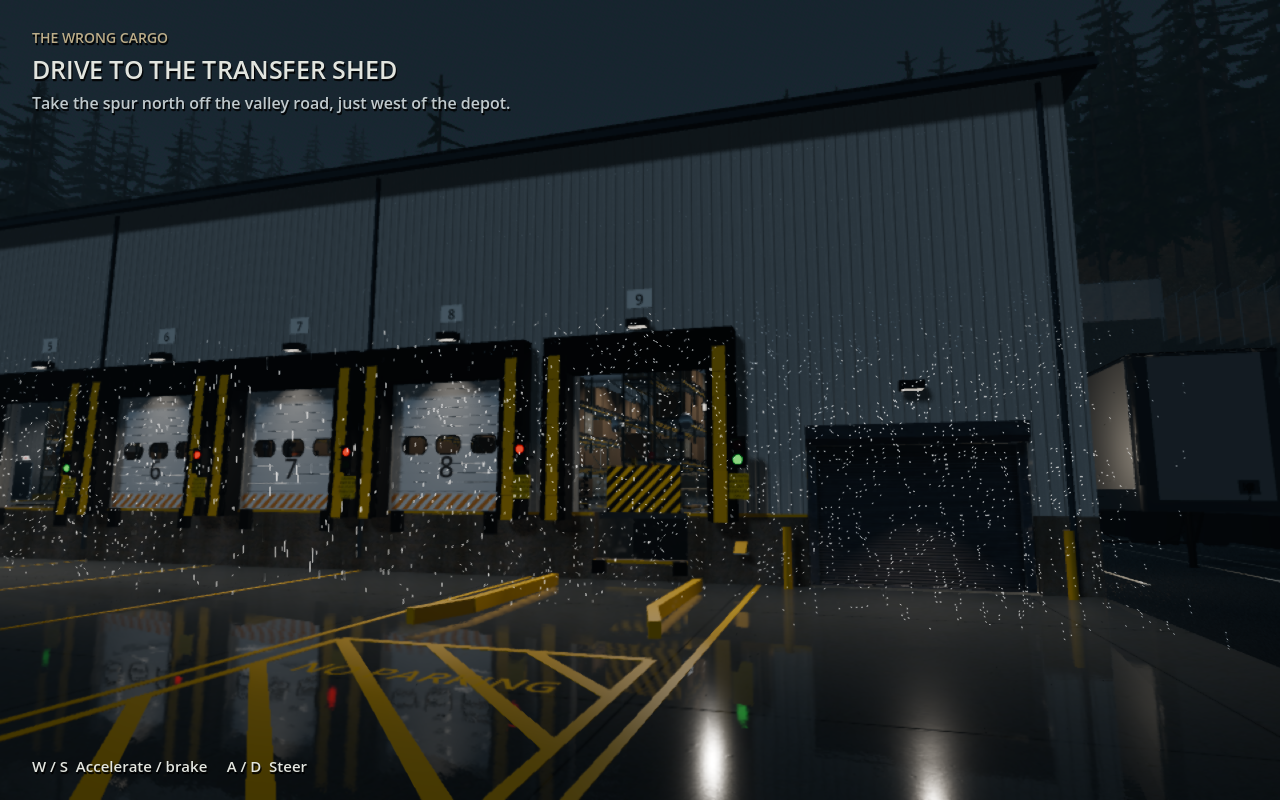 THE WRONG CARGO
DRIVE TO THE TRANSFER SHED
Take the spur north off the valley road, just west of the depot.
5
6
7
8
9
6
7
8
NO PARKING
W / S Accelerate / brake A / D Steer